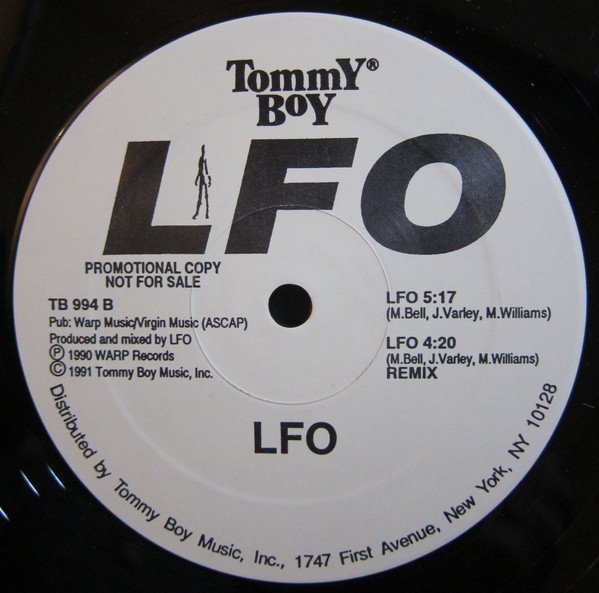 Tommy®
Boy
LFO
PROMOTIONAL COPY
NOT FOR SALE
TB 994 B
Pub: Warp Music/Virgin Music (ASCAP)
Produced and mixed by LFO
Ⓟ 1990 WARP Records
© 1991 Tommy Boy Music, Inc.
LFO 5:17
(M.Bell, J.Varley, M.Williams)
LFO 4:20
(M.Bell, J.Varley, M.Williams)
REMIX
LFO
Distributed by Tommy Boy Music, Inc., 1747 First Avenue, New York, NY 10128